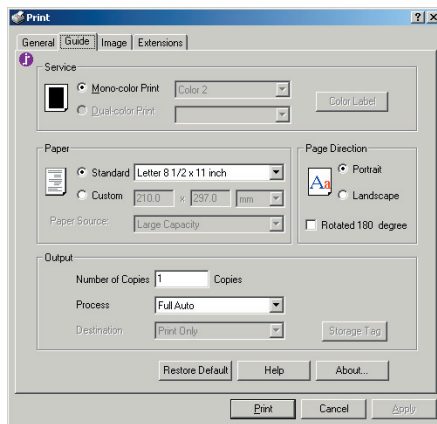 Print
General Guide Image Extensions
Service
Mono-color Print Color 2
Dual-color Print
Color Label
Paper
Standard Letter 8 1/2 x 11 inch
Custom 210.0 x 297.0 mm
Paper Source: Large Capacity
Page Direction
Aa
Portrait
Landscape
Rotated 180 degree
Output
Number of Copies 1 Copies
Process Full Auto
Destination Print Only
Storage Tag
Restore Default Help About...
Print Cancel Apply